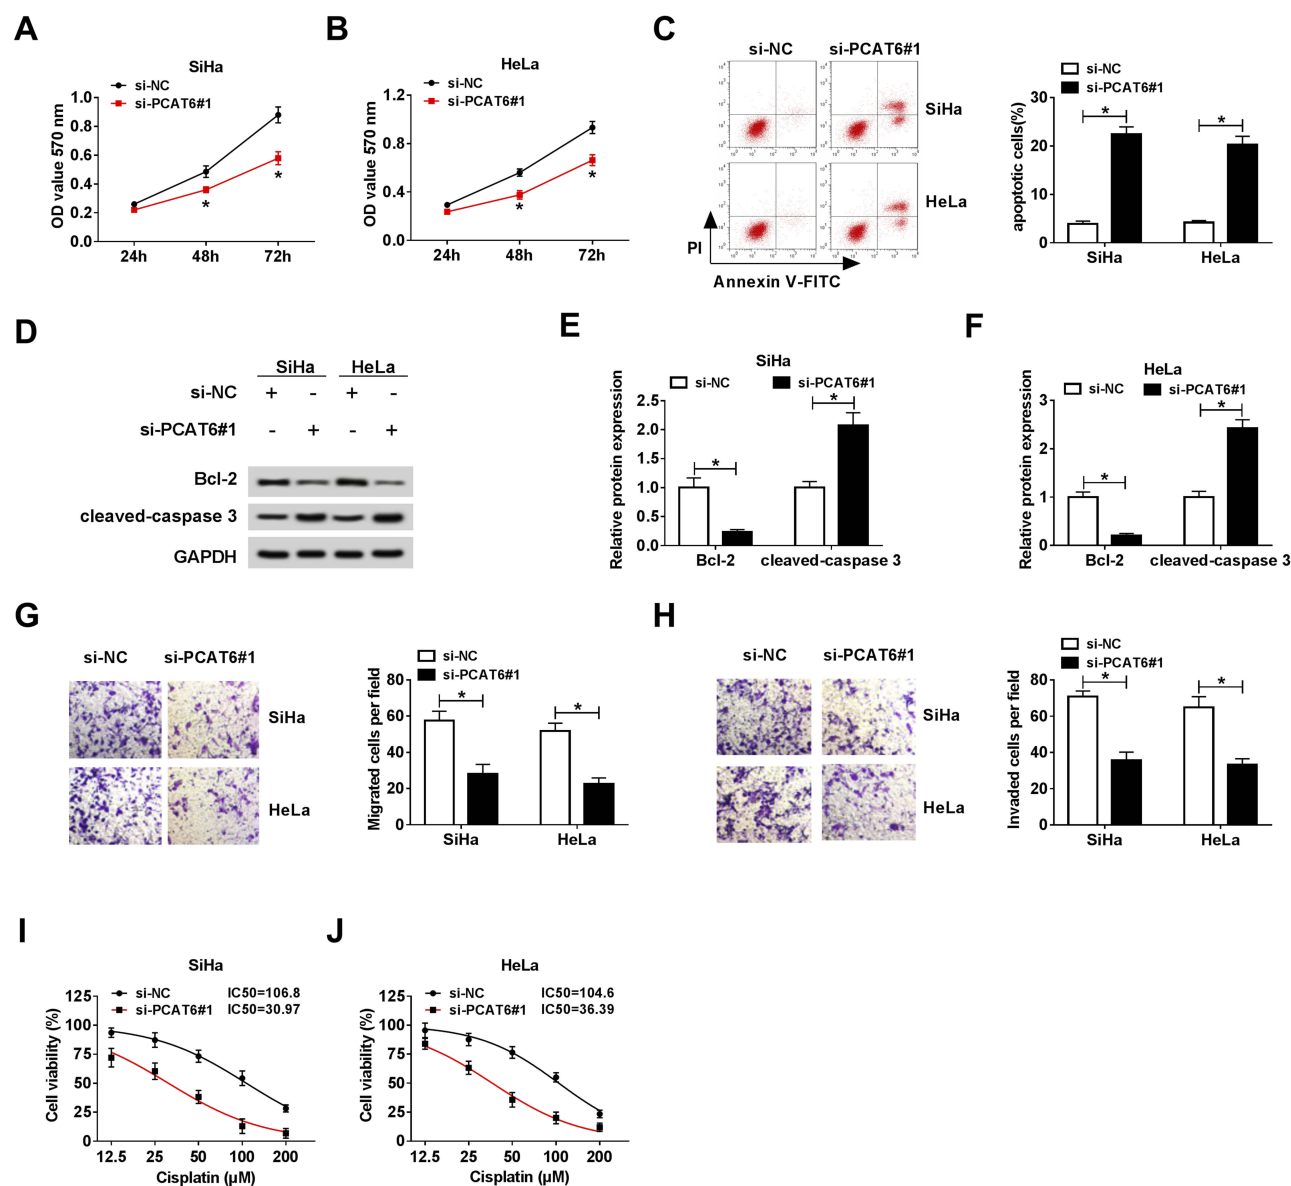 A
SiHa
si-NC
si-PCAT6#1
OD value 570 nm
1.0
0.8
0.6
0.4
0.2
0.0
*
*
24h 48h 72h
B
HeLa
si-NC
si-PCAT6#1
OD value 570 nm
1.2
0.8
0.4
0.0
*
*
24h 48h 72h
C
si-NC si-PCAT6#1
SiHa
HeLa
PI
Annexin V-FITC
si-NC
si-PCAT6#1
apoptotic cells(%)
30
20
10
0
* *
SiHa HeLa
D
SiHa HeLa
si-NC + - + -
si-PCAT6#1 - + - +
Bcl-2
cleaved-caspase 3
GAPDH
E
SiHa
si-NC si-PCAT6#1
Relative protein expression
2.5
2.0
1.5
1.0
0.5
0.0
* *
Bcl-2 cleaved-caspase 3
F
HeLa
si-NC si-PCAT6#1
Relative protein expression
3
2
1
0
* *
Bcl-2 cleaved-caspase 3
G
si-NC si-PCAT6#1
SiHa
HeLa
si-NC
si-PCAT6#1
Migrated cells per field
80
60
40
20
0
* *
SiHa HeLa
H
si-NC si-PCAT6#1
SiHa
HeLa
si-NC
si-PCAT6#1
Invaded cells per field
80
60
40
20
0
* *
SiHa HeLa
I
SiHa
si-NC IC50=106.8
si-PCAT6#1 IC50=30.97
Cell viability (%)
125
100
75
50
25
0
12.5 25 50 100 200
Cisplatin (μM)
J
HeLa
si-NC IC50=104.6
si-PCAT6#1 IC50=36.39
Cell viability (%)
125
100
75
50
25
0
12.5 25 50 100 200
Cisplatin (μM)